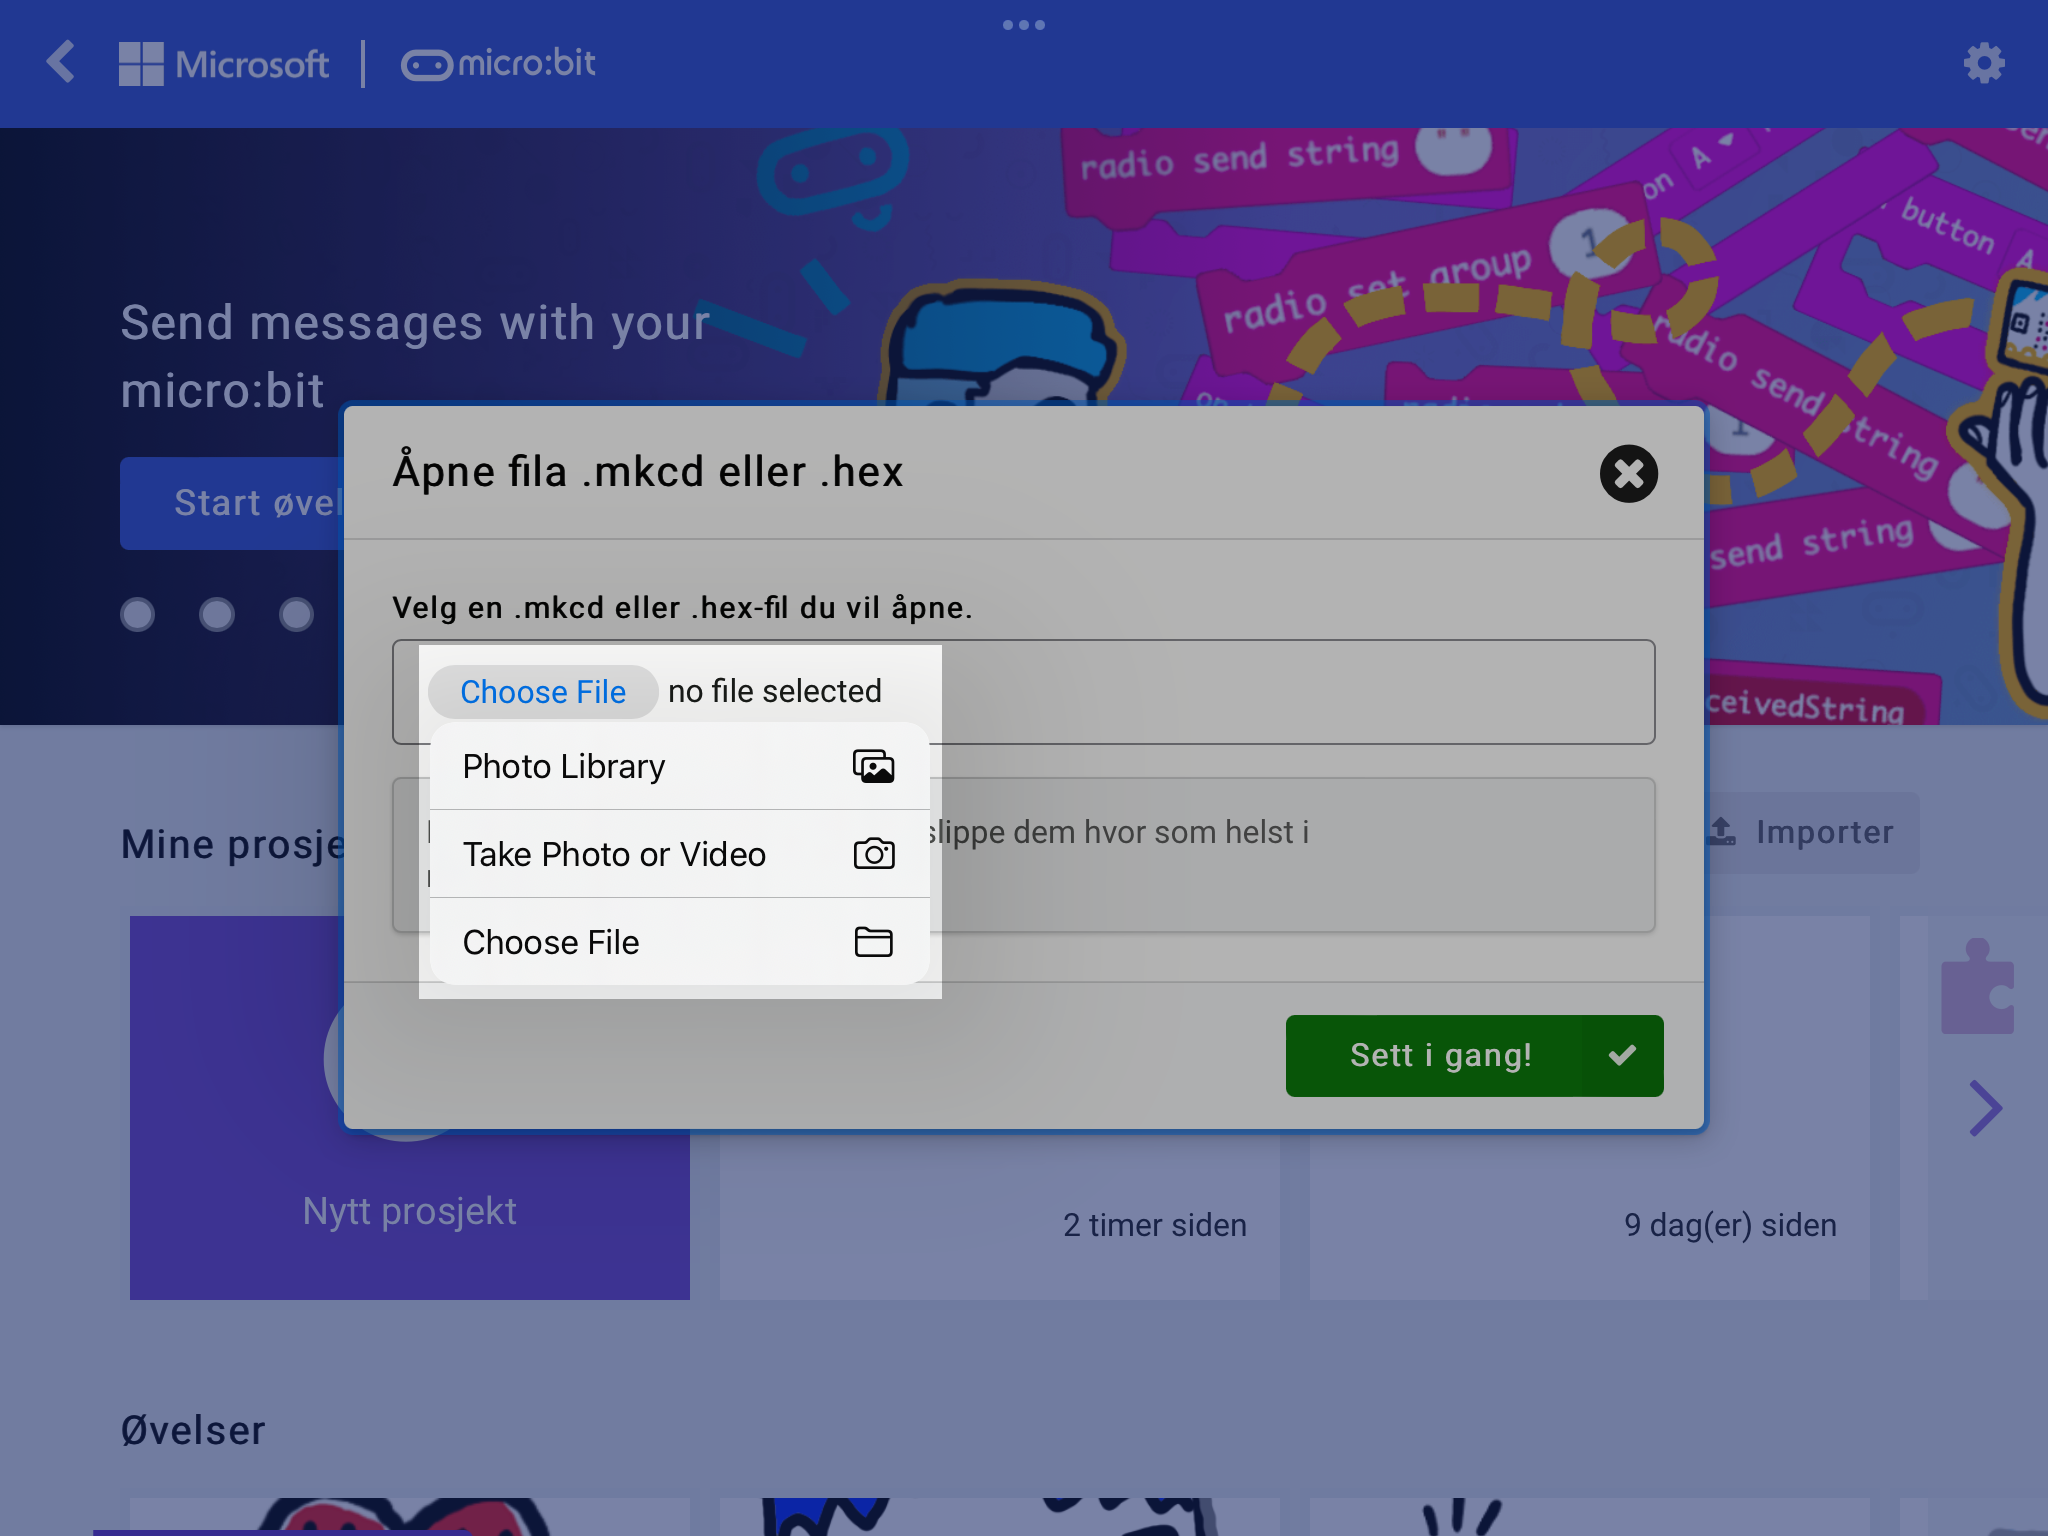 Microsoft | micro:bit
radio send string
A
on
button
A
radio set group 1
Send messages with your
micro:bit
radio send string
1
Start øvel
send string
ceivedString
Åpne fila .mkcd eller .hex
Velg en .mkcd eller .hex-fil du vil åpne.
Choose File no file selected
Photo Library
Take Photo or Video
Choose File
slippe dem hvor som helst i
Sett i gang!
Mine prosje
Importer
Nytt prosjekt
2 timer siden
9 dag(er) siden
Øvelser